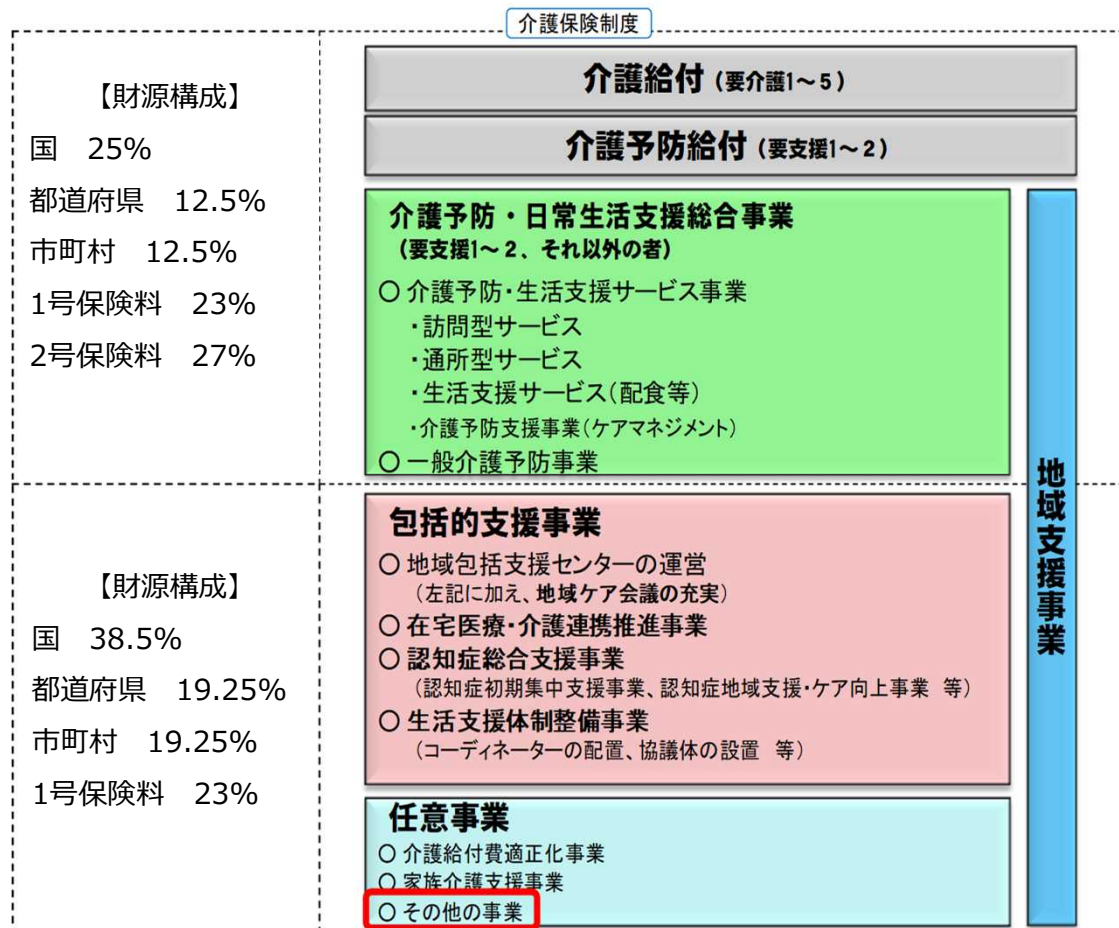 介護保険制度
【財源構成】
国　25%
都道府県　12.5%
市町村　12.5%
1号保険料　23%
2号保険料　27%
介護給付（要介護1～5）
介護予防給付（要支援1～2）
介護予防・日常生活支援総合事業
（要支援1～2、それ以外の者）
○ 介護予防・生活支援サービス事業
・訪問型サービス
・通所型サービス
・生活支援サービス（配食等）
・介護予防支援事業（ケアマネジメント）
○ 一般介護予防事業
【財源構成】
国　38.5%
都道府県　19.25%
市町村　19.25%
1号保険料　23%
包括的支援事業
○ 地域包括支援センターの運営
（左記に加え、地域ケア会議の充実）
○ 在宅医療・介護連携推進事業
○ 認知症総合支援事業
（認知症初期集中支援事業、認知症地域支援・ケア向上事業　等）
○ 生活支援体制整備事業
（コーディネーターの配置、協議体の設置　等）
任意事業
○ 介護給付費適正化事業
○ 家族介護支援事業
○ その他の事業
地域支援事業